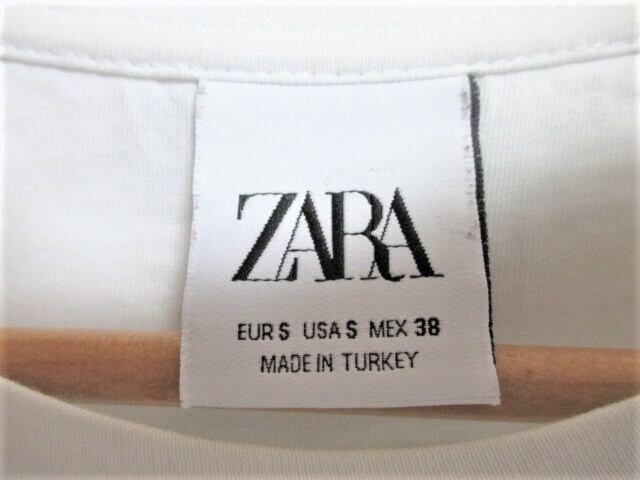 ZARA
EUR S USA S MEX 38
MADE IN TURKEY